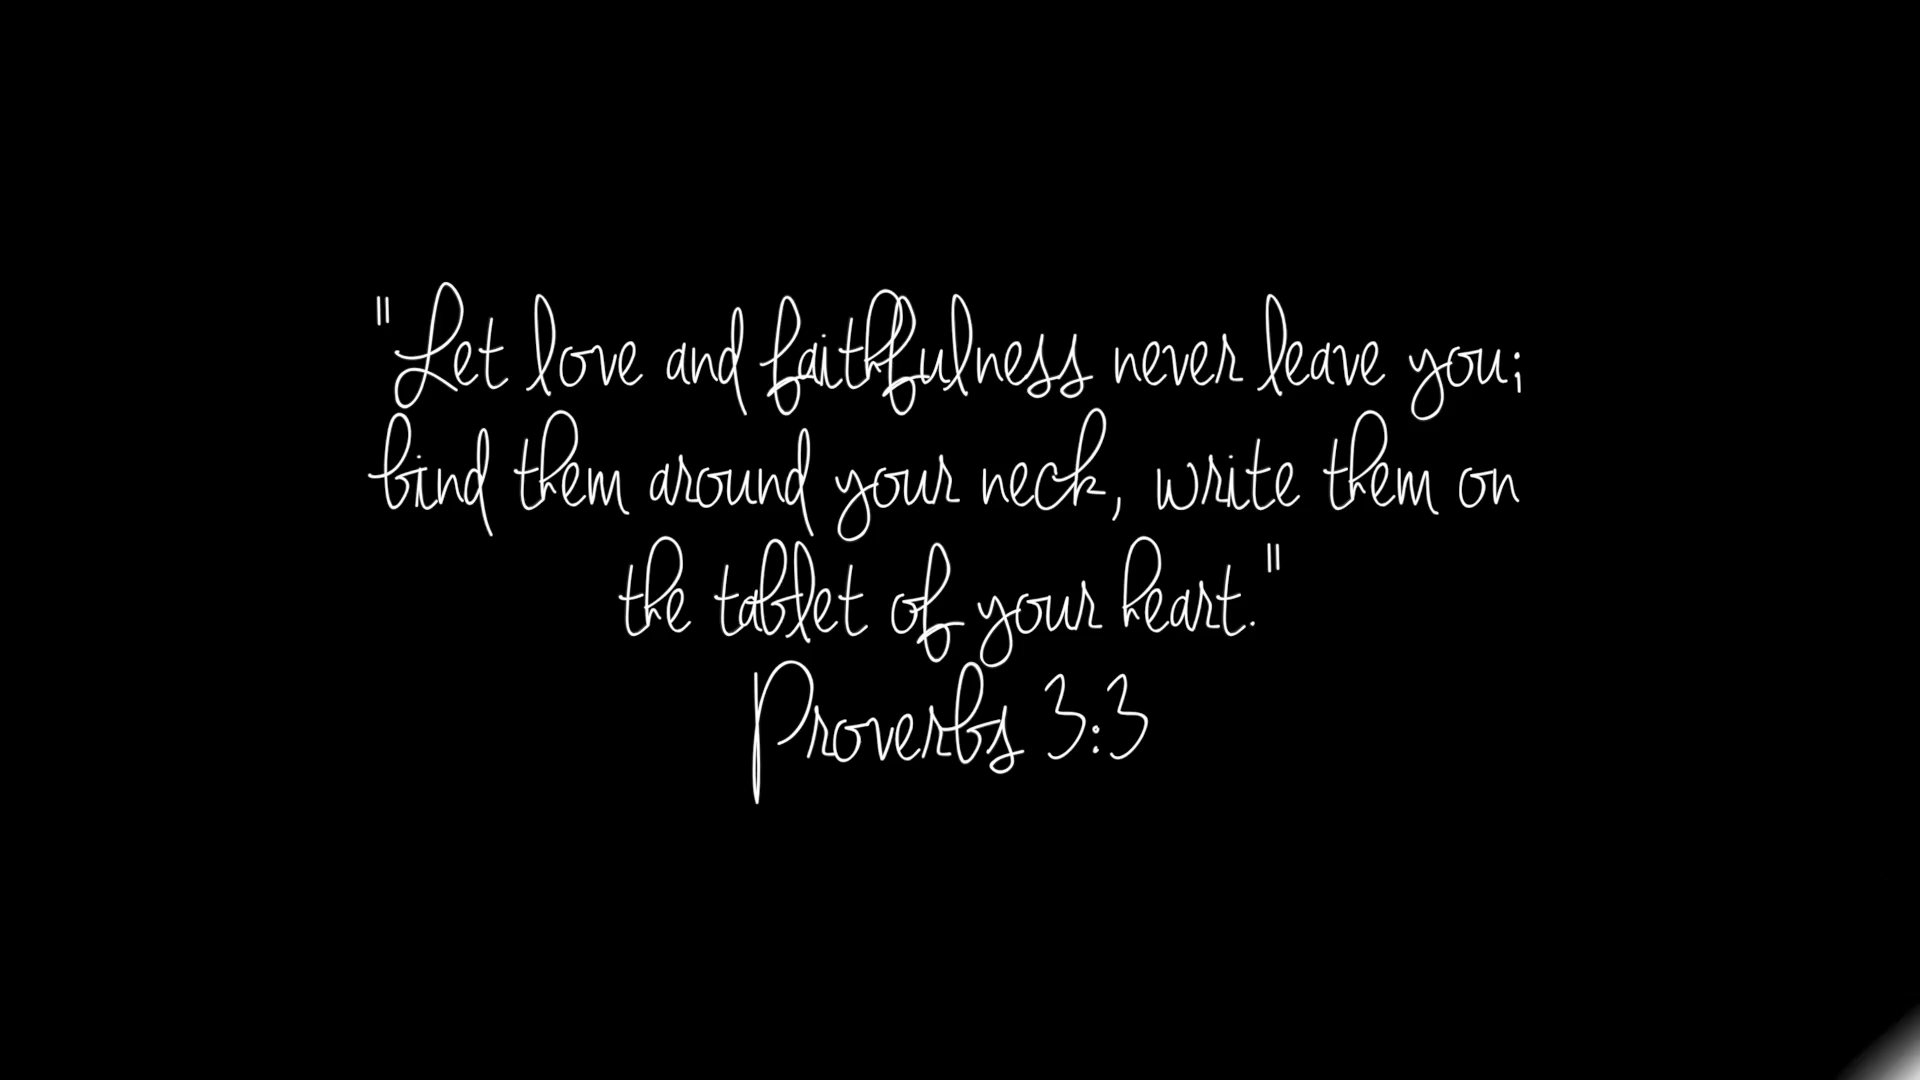 "Let love and faithfulness never leave you;
bind them around your neck, write them on
the tablet of your heart."
Proverbs 3:3